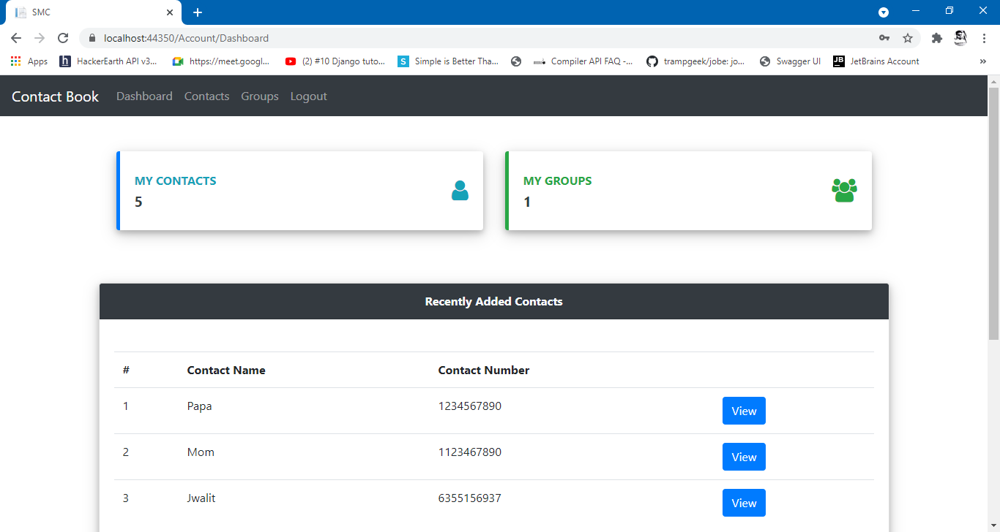 SMC
localhost:44350/Account/Dashboard
Apps h HackerEarth API v3... https://meet.googl... (2) #10 Django tuto... S Simple is Better Tha... Compiler API FAQ -... trampgeek/jobe: jo... Swagger UI JB JetBrains Account »
Contact Book Dashboard Contacts Groups Logout
MY CONTACTS
5
MY GROUPS
1
Recently Added Contacts
# Contact Name Contact Number
1 Papa 1234567890 View
2 Mom 1123467890 View
3 Jwalit 6355156937 View